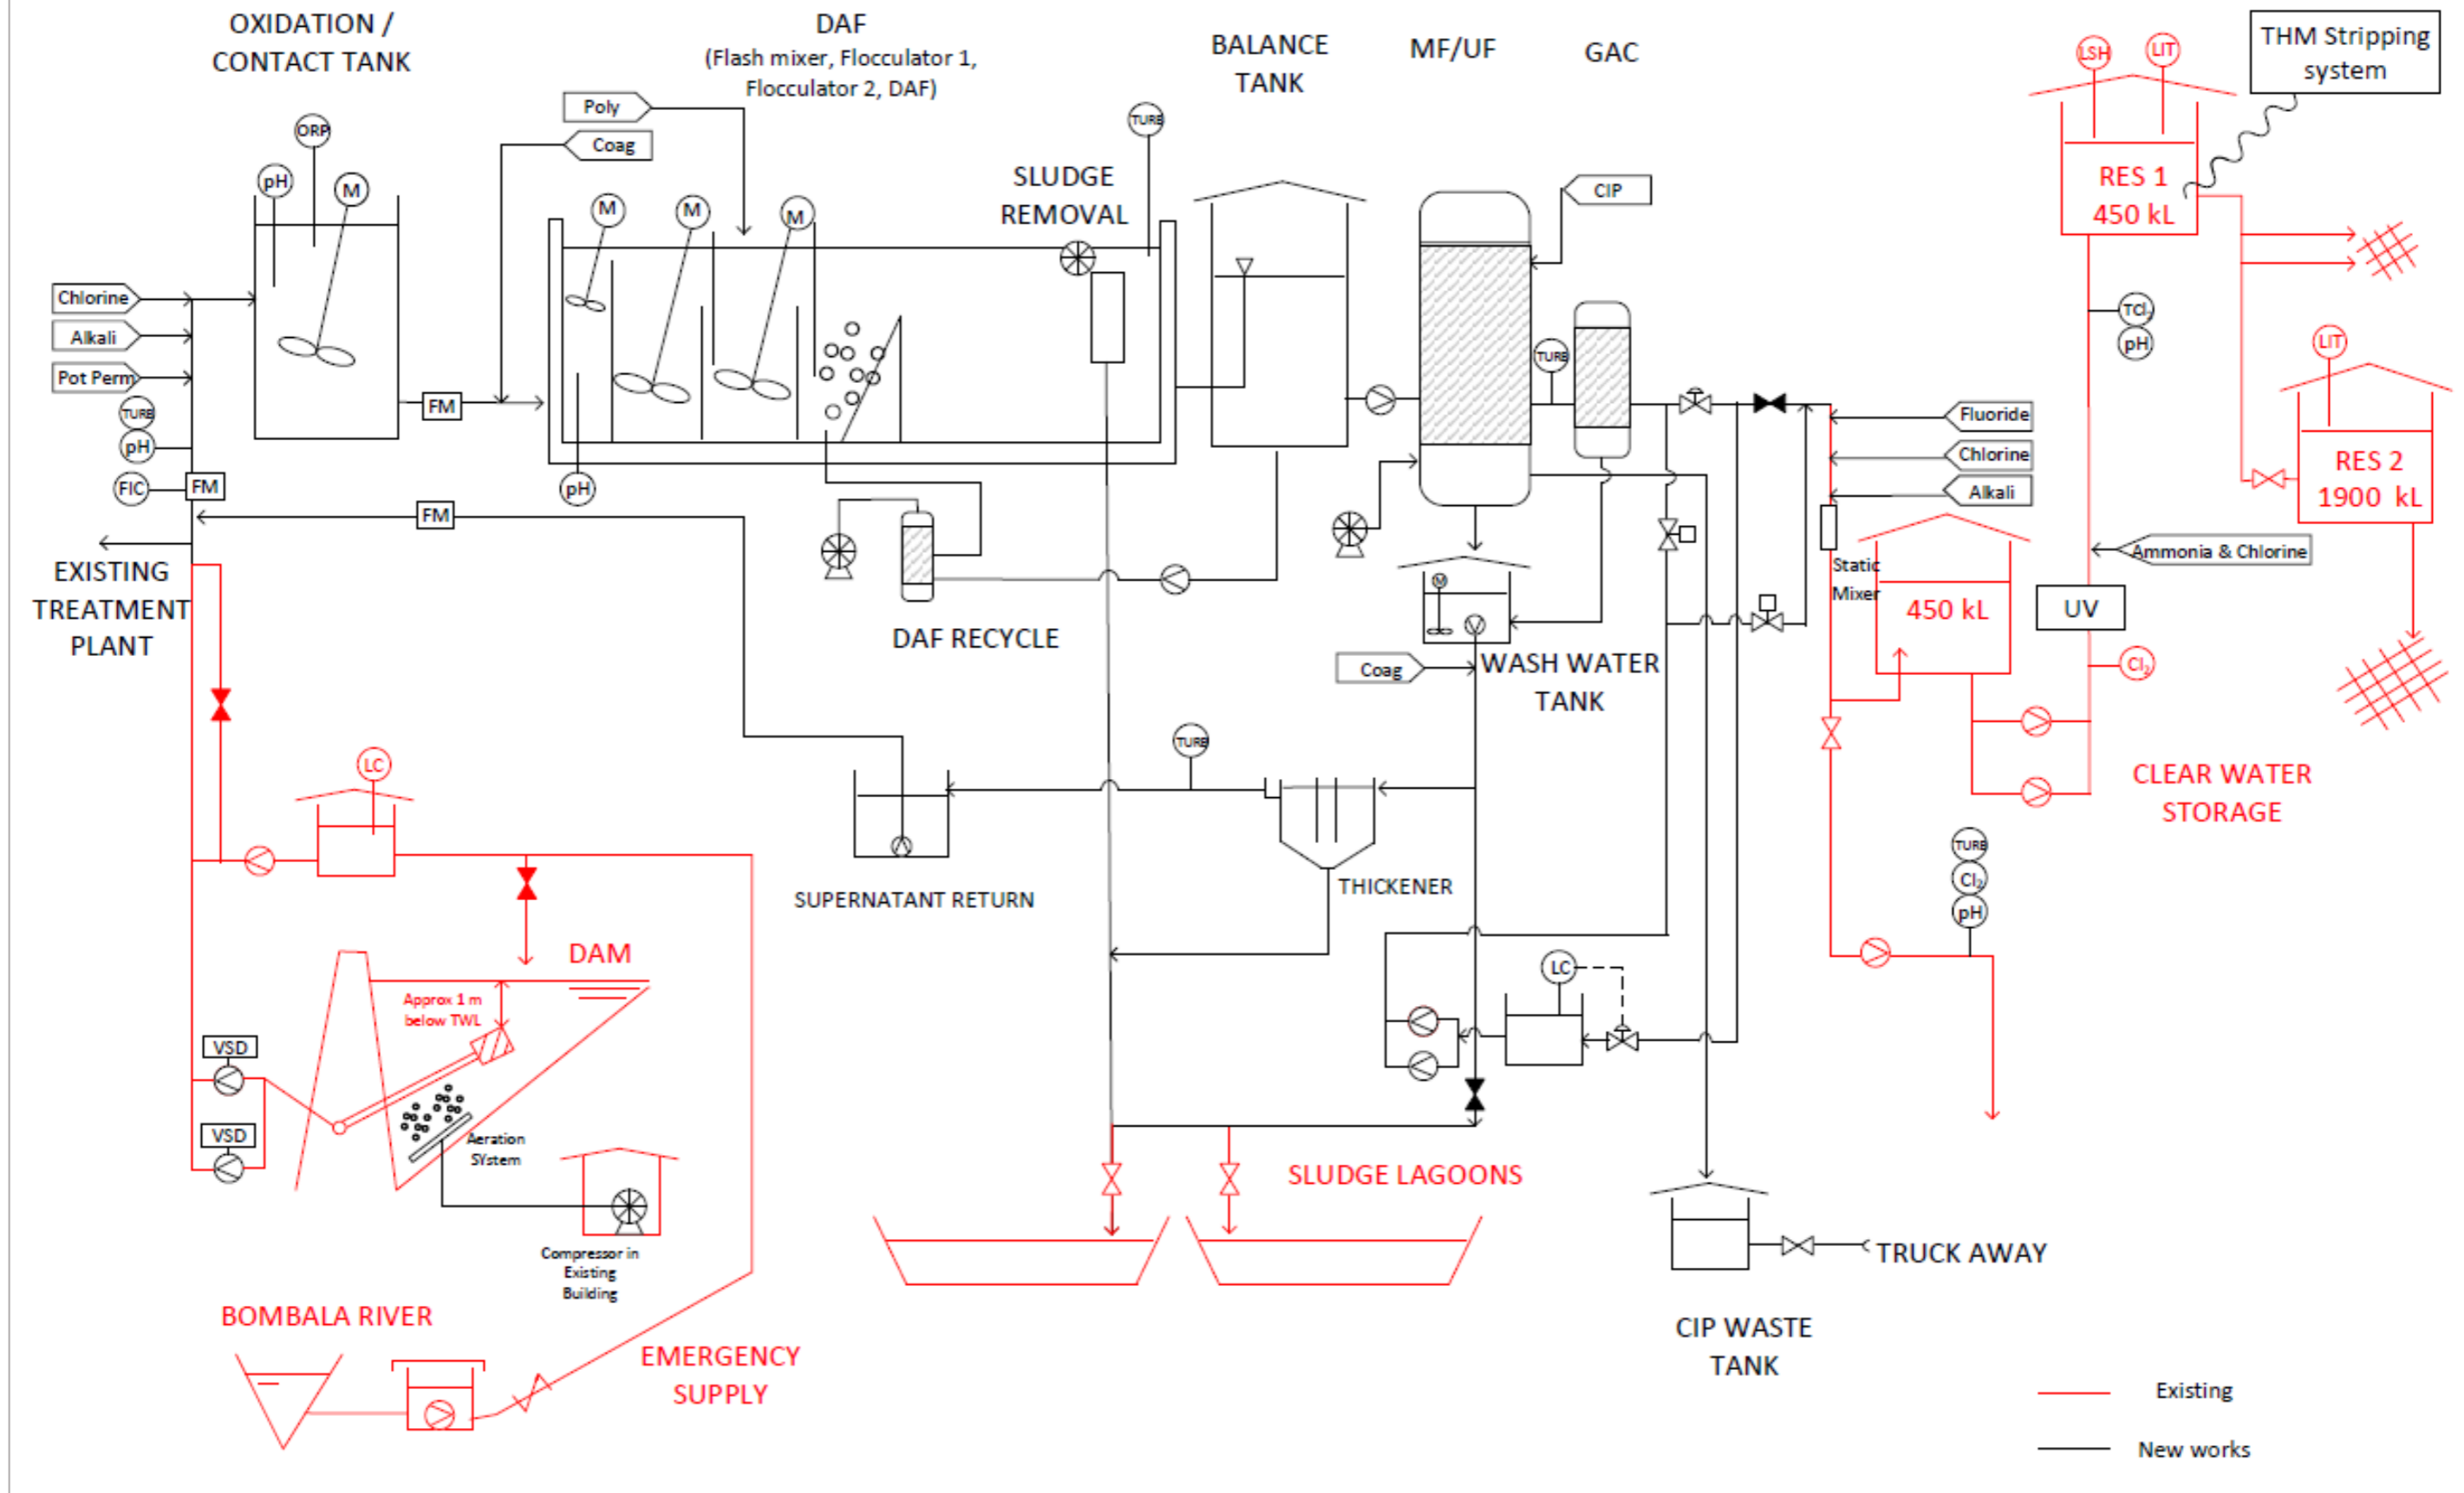 OXIDATION /
CONTACT TANK
DAF
(Flash mixer, Flocculator 1,
Flocculator 2, DAF)
BALANCE
TANK
MF/UF
GAC
THM Stripping
system
LSH
LIT
Poly
Coag
TURB
ORP
pH
M
M
M
M
SLUDGE
REMOVAL
CIP
RES 1
450 kL
Chlorine
Alkali
Pot Perm
TURB
pH
FIC
FM
FM
FM
pH
TURB
TCl2
pH
LIT
RES 2
1900 kL
Fluoride
Chlorine
Alkali
Static
Mixer
450 kL
Ammonia & Chlorine
UV
Cl2
EXISTING
TREATMENT
PLANT
DAF RECYCLE
M
Coag
WASH WATER
TANK
CLEAR WATER
STORAGE
LC
TURB
SUPERNATANT RETURN
THICKENER
TURB
Cl2
pH
DAM
Approx 1 m
below TWL
LC
VSD
VSD
Aeration
SYstem
SLUDGE LAGOONS
Compressor in
Existing
Building
TRUCK AWAY
BOMBALA RIVER
EMERGENCY
SUPPLY
CIP WASTE
TANK
Existing
New works